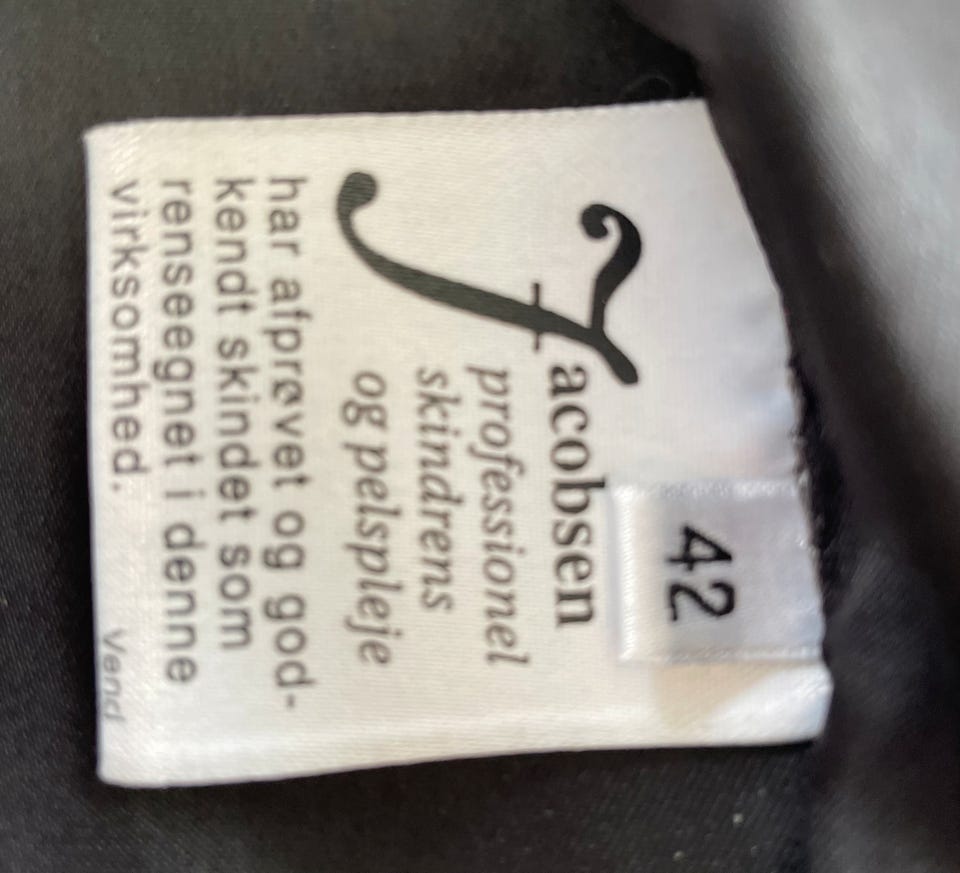 42
Jacobsen
professionel
skindrens
og pelspleje
har afprøvet og god-
kendt skindet som
renseegnet i denne
virksomhed.
Vend